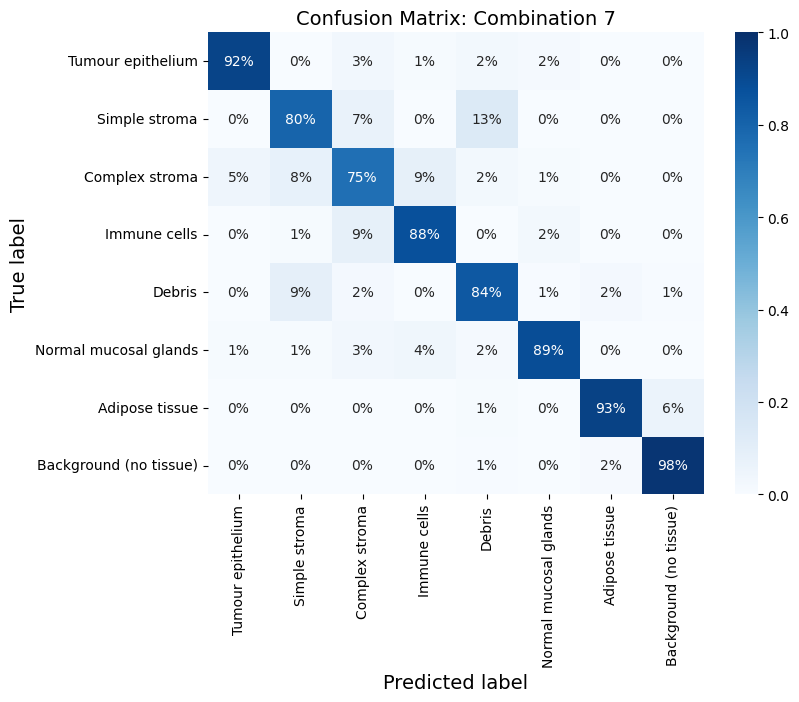 Confusion Matrix: Combination 7
Tumour epithelium 92% 0% 3% 1% 2% 2% 0% 0%
Simple stroma 0% 80% 7% 0% 13% 0% 0% 0%
Complex stroma 5% 8% 75% 9% 2% 1% 0% 0%
Immune cells 0% 1% 9% 88% 0% 2% 0% 0%
Debris 0% 9% 2% 0% 84% 1% 2% 1%
Normal mucosal glands 1% 1% 3% 4% 2% 89% 0% 0%
Adipose tissue 0% 0% 0% 0% 1% 0% 93% 6%
Background (no tissue) 0% 0% 0% 0% 1% 0% 2% 98%
True label
Tumour epithelium
Simple stroma
Complex stroma
Immune cells
Debris
Normal mucosal glands
Adipose tissue
Background (no tissue)
Predicted label
1.0
0.8
0.6
0.4
0.2
0.0